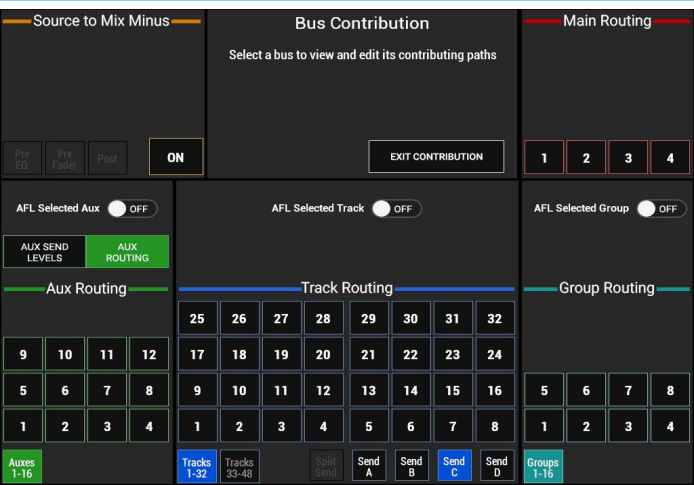 Source to Mix Minus
Pre EQ
Pre Fader
Post
ON
Bus Contribution
Select a bus to view and edit its contributing paths
EXIT CONTRIBUTION
Main Routing
1 2 3 4
AFL Selected Aux OFF
AUX SEND LEVELS
AUX ROUTING
Aux Routing
9 10 11 12
5 6 7 8
1 2 3 4
Auxes 1-16
AFL Selected Track OFF
Track Routing
25 26 27 28 29 30 31 32
17 18 19 20 21 22 23 24
9 10 11 12 13 14 15 16
1 2 3 4 5 6 7 8
Tracks 1-32
Tracks 33-48
Split Send
Send A
Send B
Send C
Send D
AFL Selected Group OFF
Group Routing
5 6 7 8
1 2 3 4
Groups 1-16